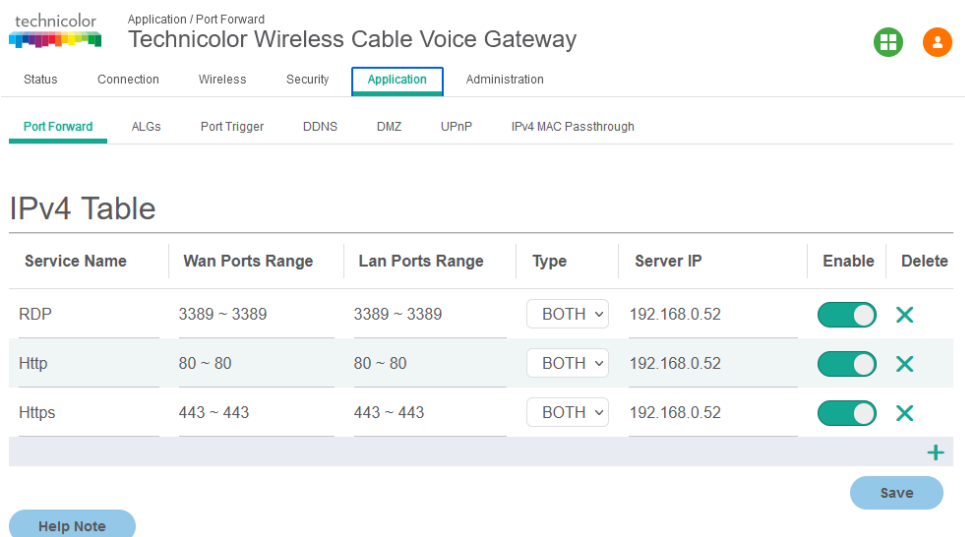 technicolor
Application / Port Forward
Technicolor Wireless Cable Voice Gateway
Status Connection Wireless Security Application Administration
Port Forward ALGs Port Trigger DDNS DMZ UPnP IPv4 MAC Passthrough
IPv4 Table
Service Name Wan Ports Range Lan Ports Range Type Server IP Enable Delete
RDP 3389 ~ 3389 3389 ~ 3389 BOTH 192.168.0.52
Http 80 ~ 80 80 ~ 80 BOTH 192.168.0.52
Https 443 ~ 443 443 ~ 443 BOTH 192.168.0.52
Save
Help Note